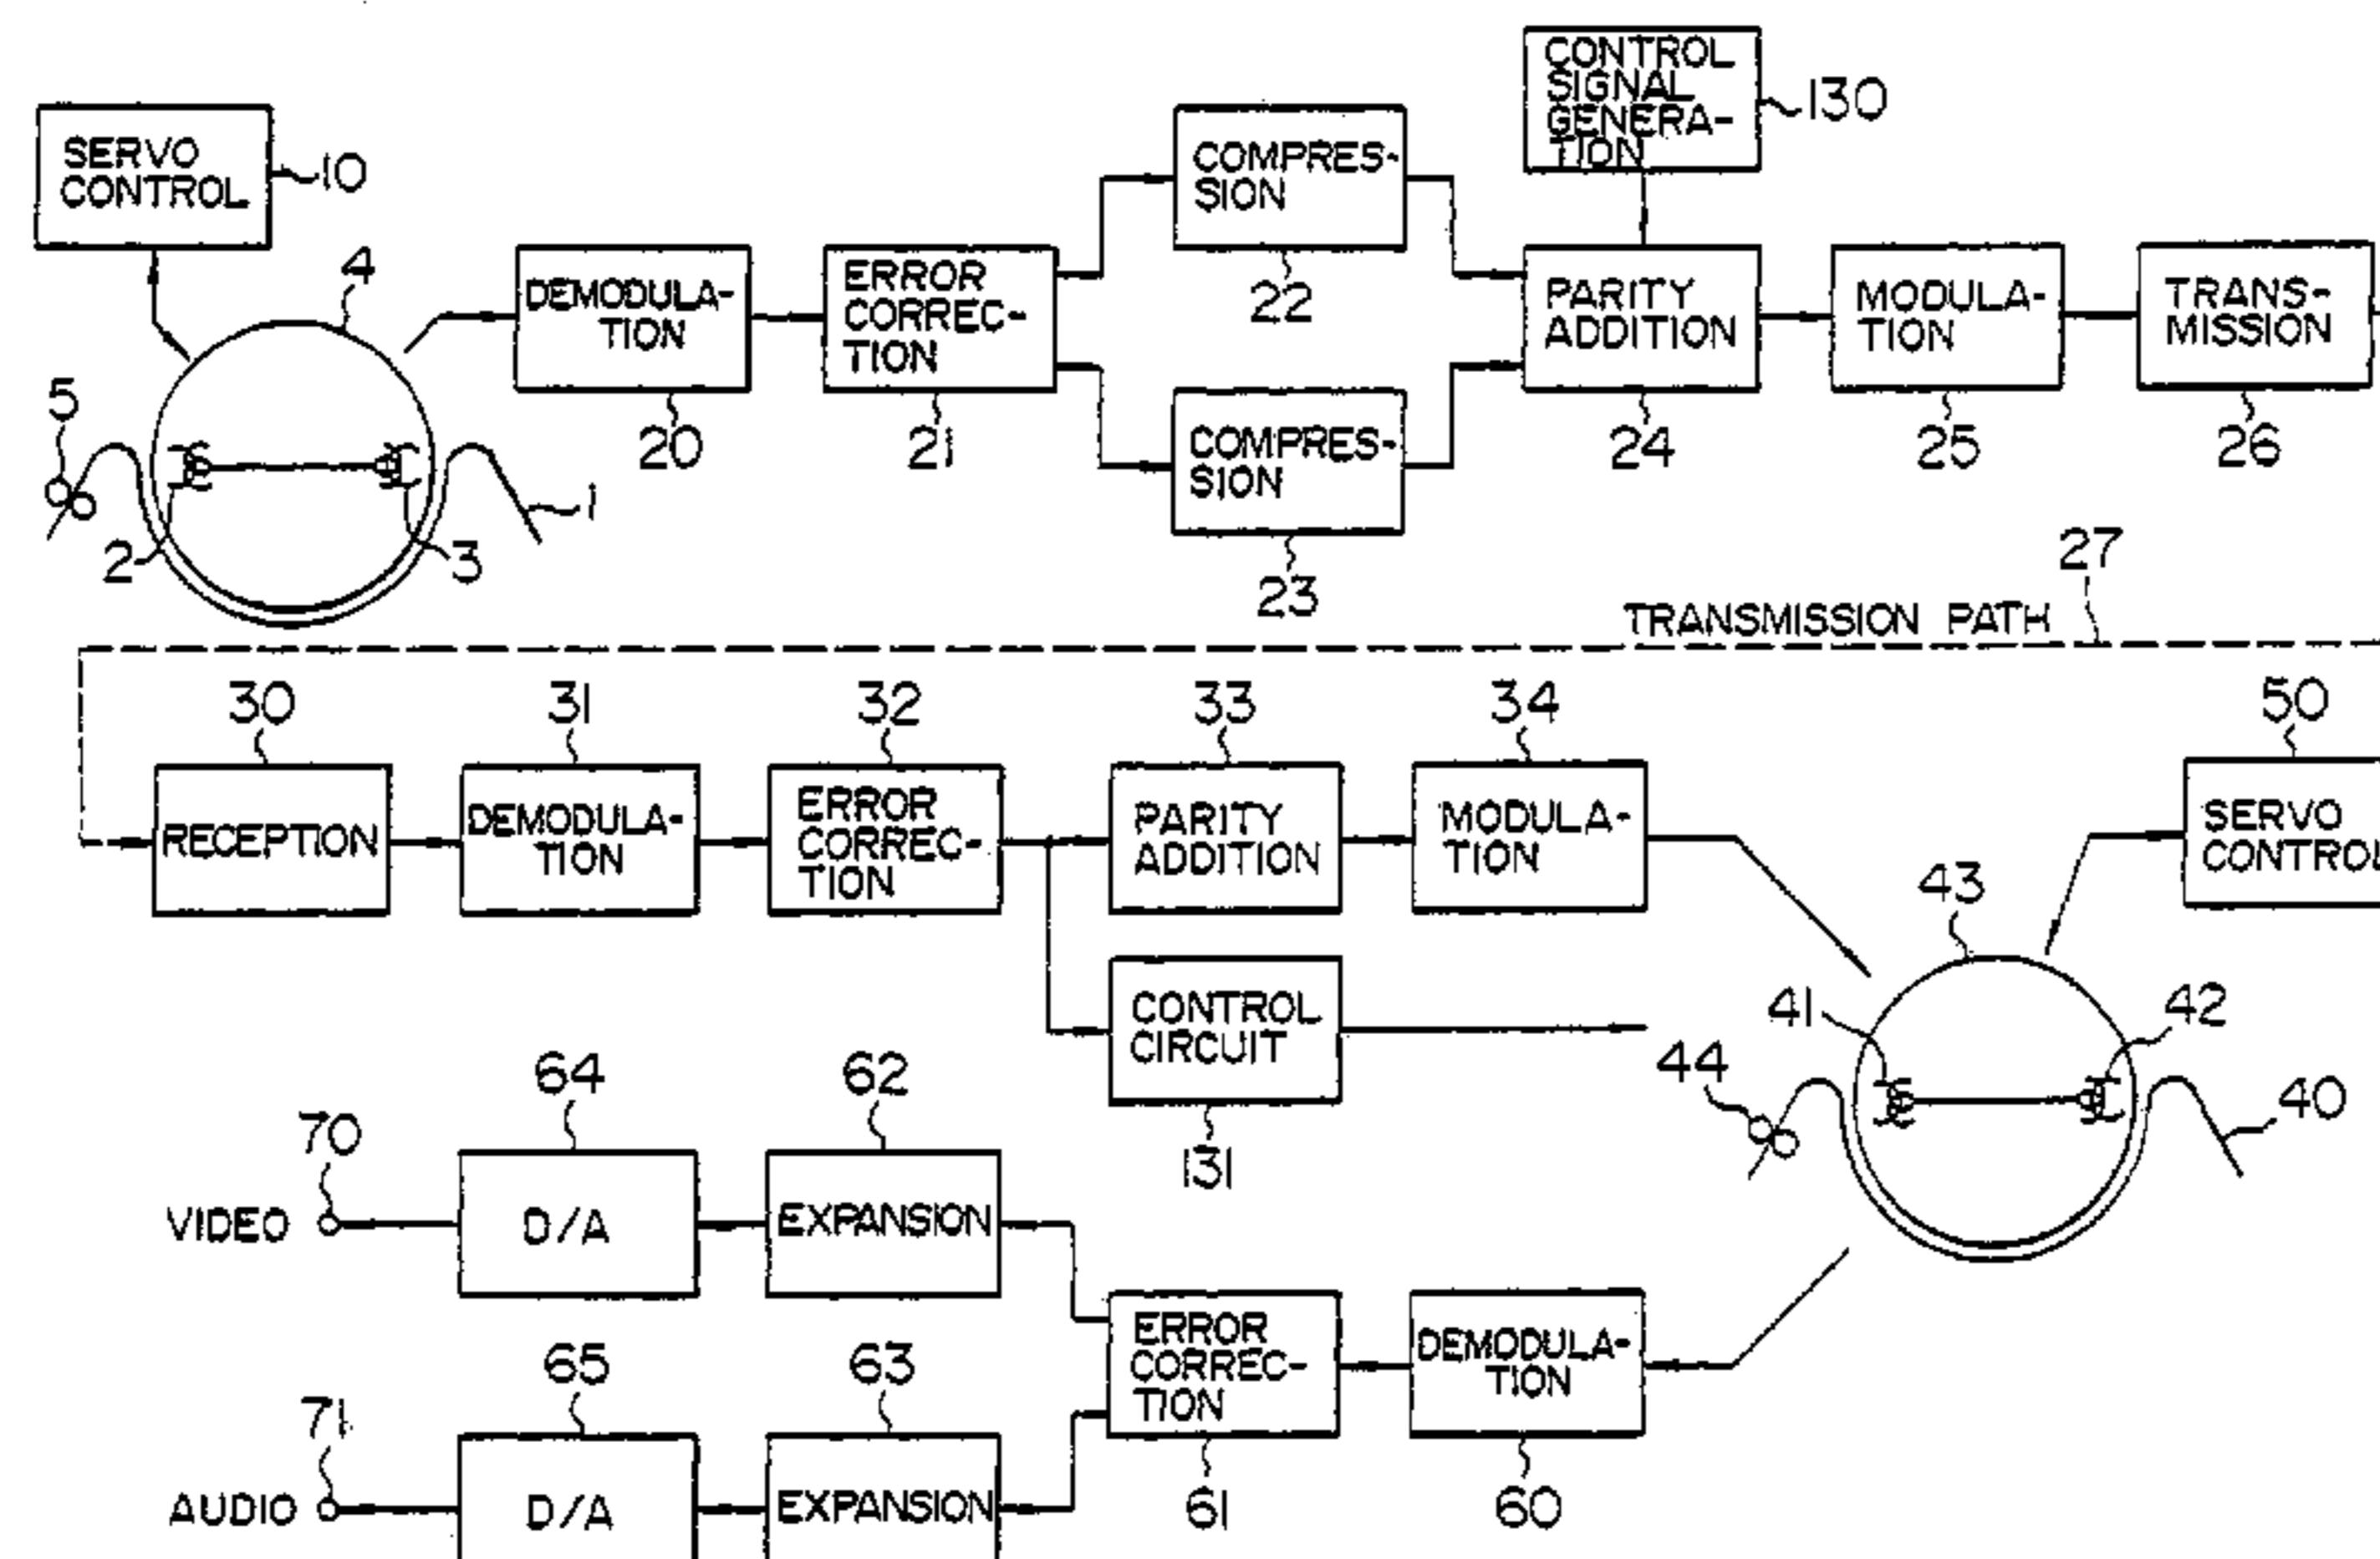 CONTROL
SIGNAL
GENERA-
TION
130
SERVO
CONTROL
10
COMPRES-
SION
22
4
DEMODULA-
TION
20
ERROR
CORREC-
TION
21
PARITY
ADDITION
24
MODULA-
TION
25
TRANS-
MISSION
26
5
COMPRES-
SION
23
1
2
3
27
TRANSMISSION PATH
30
31
32
33
34
50
RECEPTION
DEMODULA-
TION
ERROR
CORREC-
TION
PARITY
ADDITION
MODULA-
TION
SERVO
CONTROL
43
CONTROL
CIRCUIT
131
41
42
44
40
64
62
70
VIDEO
D/A
EXPANSION
ERROR
CORREC-
TION
61
DEMODULA-
TION
60
65
63
71
AUDIO
D/A
EXPANSION